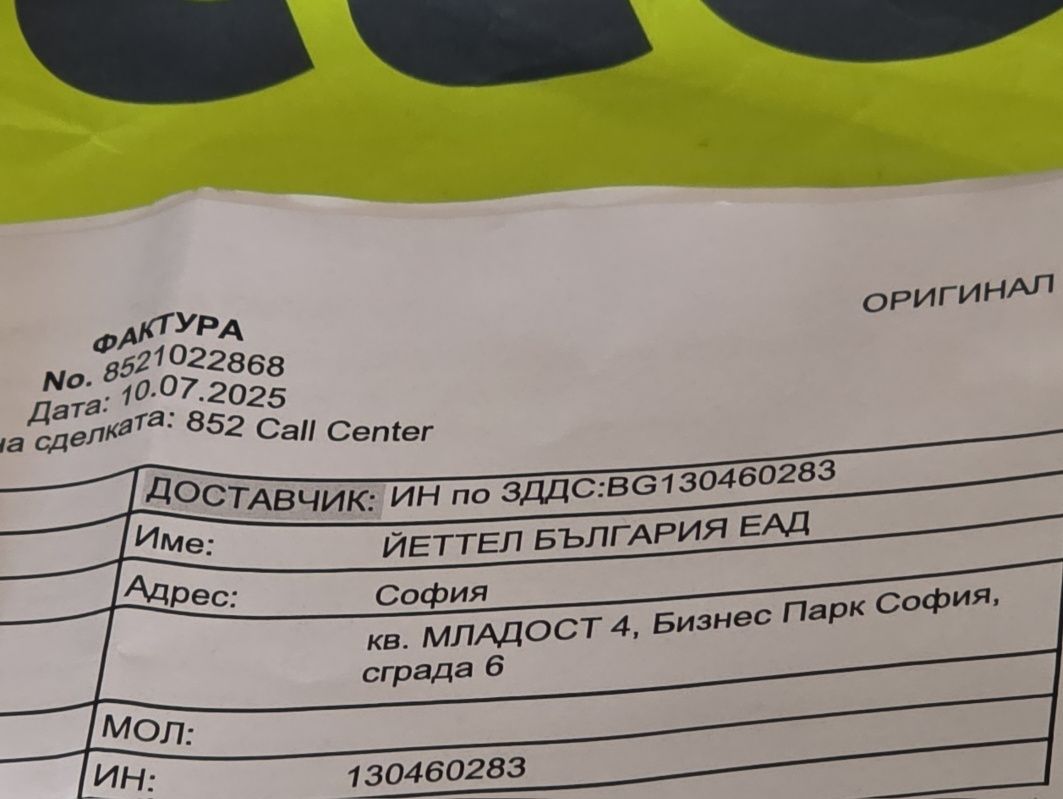 ОРИГИНАЛ
ФАКТУРА
No. 8521022868
Дата: 10.07.2025
на сделката: 852 Call Center
ДОСТАВЧИК: ИН по ЗДДС:BG130460283
Име: ЙЕТТЕЛ БЪЛГАРИЯ ЕАД
Адрес: София
кв. МЛАДОСТ 4, Бизнес Парк София,
сграда 6
МОЛ:
ИН: 130460283